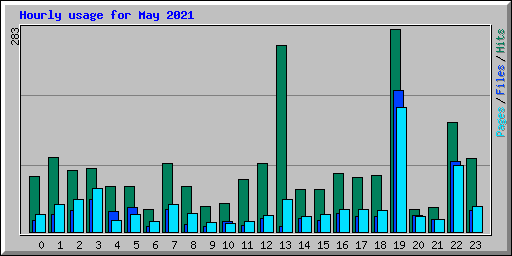 Hourly usage for May 2021
283
Pages/Files/Hits
0 1 2 3 4 5 6 7 8 9 10 11 12 13 14 15 16 17 18 19 20 21 22 23